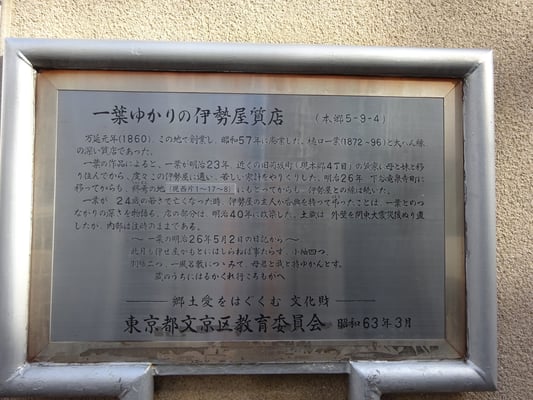 一葉ゆかりの伊勢屋質店 (本郷5-9-4)
万延元年(1860)、この地で創業し、昭和57年に廃業した。樋口一葉(1872~96)と大へん縁
の深い質店であった。
一葉の作品によると、一葉が明治23年、近くの旧菊坂町(現本郷4丁目)の貸家に母と妹と移
り住んでから、度々この伊勢屋に通い、苦しい家計をやりくりした。明治26年、下谷竜泉寺町に
移ってからも、終焉の地(現西片1~17~8)にもどってからも、伊勢屋との縁は続いた。
一葉が24歳の若さで亡くなった時、伊勢屋の主人が香典を持って弔ったことは、一葉とのつ
ながりの深さを物語る。店の部分は、明治40年に改築した。土蔵は、外壁を関東大震災後ぬり直
したが、内部は往時のままである。
~一葉の明治26年5月2日の日記から~
此月も伊せ屋がもとにはしらねば事たらず、小袖四つ、
羽織二つ、一風呂敷につゝみて、母君と我と持ゆかんとす。
蔵のうちにはるかくれ行ころもがへ
郷土愛をはぐくむ 文化財
東京都文京区教育委員会 昭和63年3月